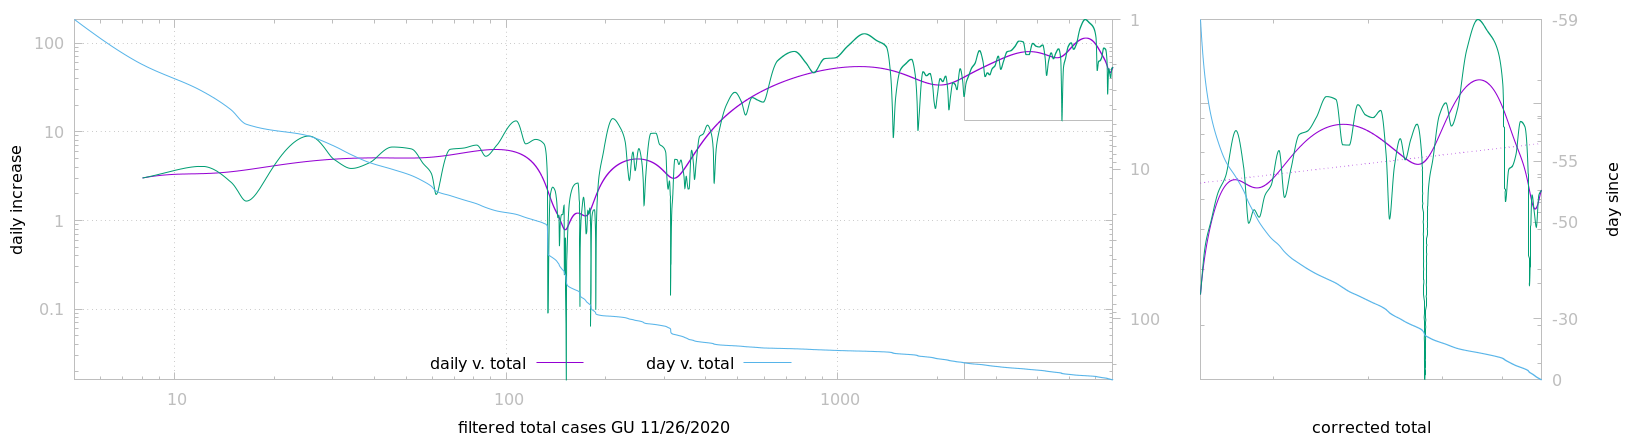 1
-59
100
10
-55
10
daily increase
day since
1
-50
0.1
100
-30
daily v. total
day v. total
0
10
100
1000
filtered total cases GU 11/26/2020
corrected total